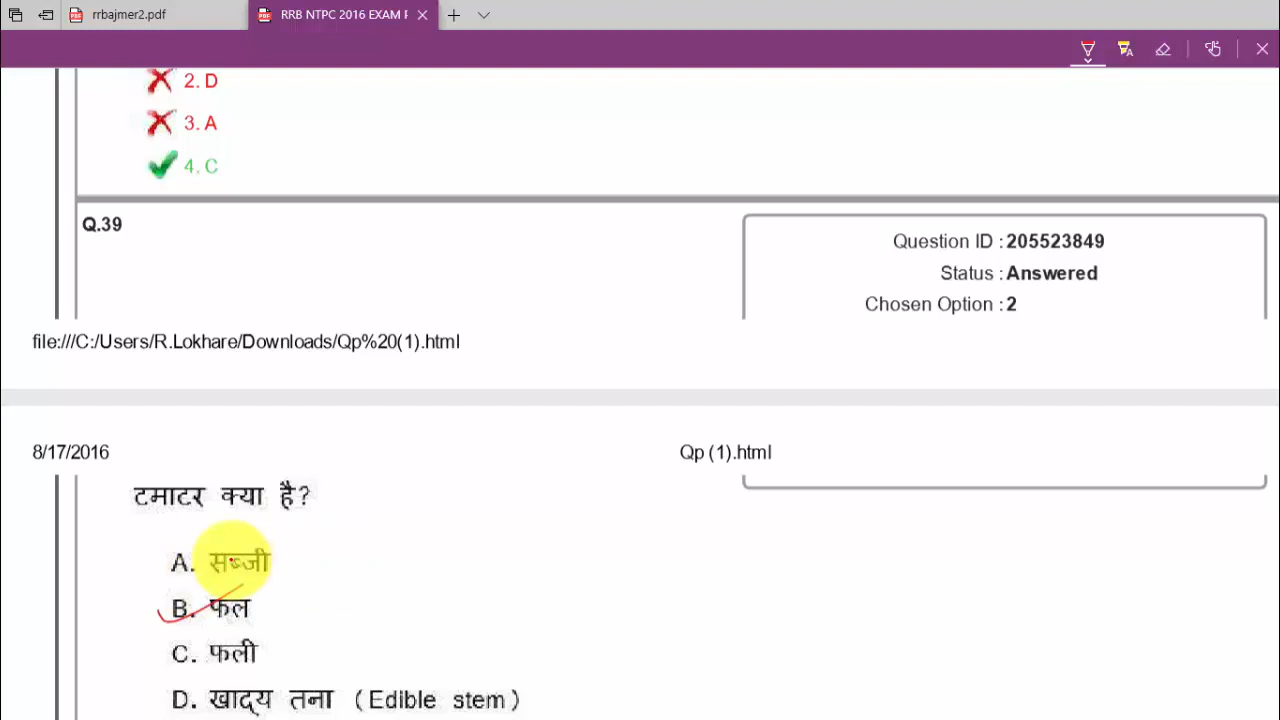 rrbajmer2.pdf
RRB NTPC 2016 EXAM
2. D
3. A
4. C
Q.39
Question ID : 205523849
Status : Answered
Chosen Option : 2
file:///C:/Users/R.Lokhare/Downloads/Qp%20(1).html
8/17/2016
Qp (1).html
टमाटर क्या है?
A. सब्जी
B. फल
C. फली
D. खाद्य तना (Edible stem)